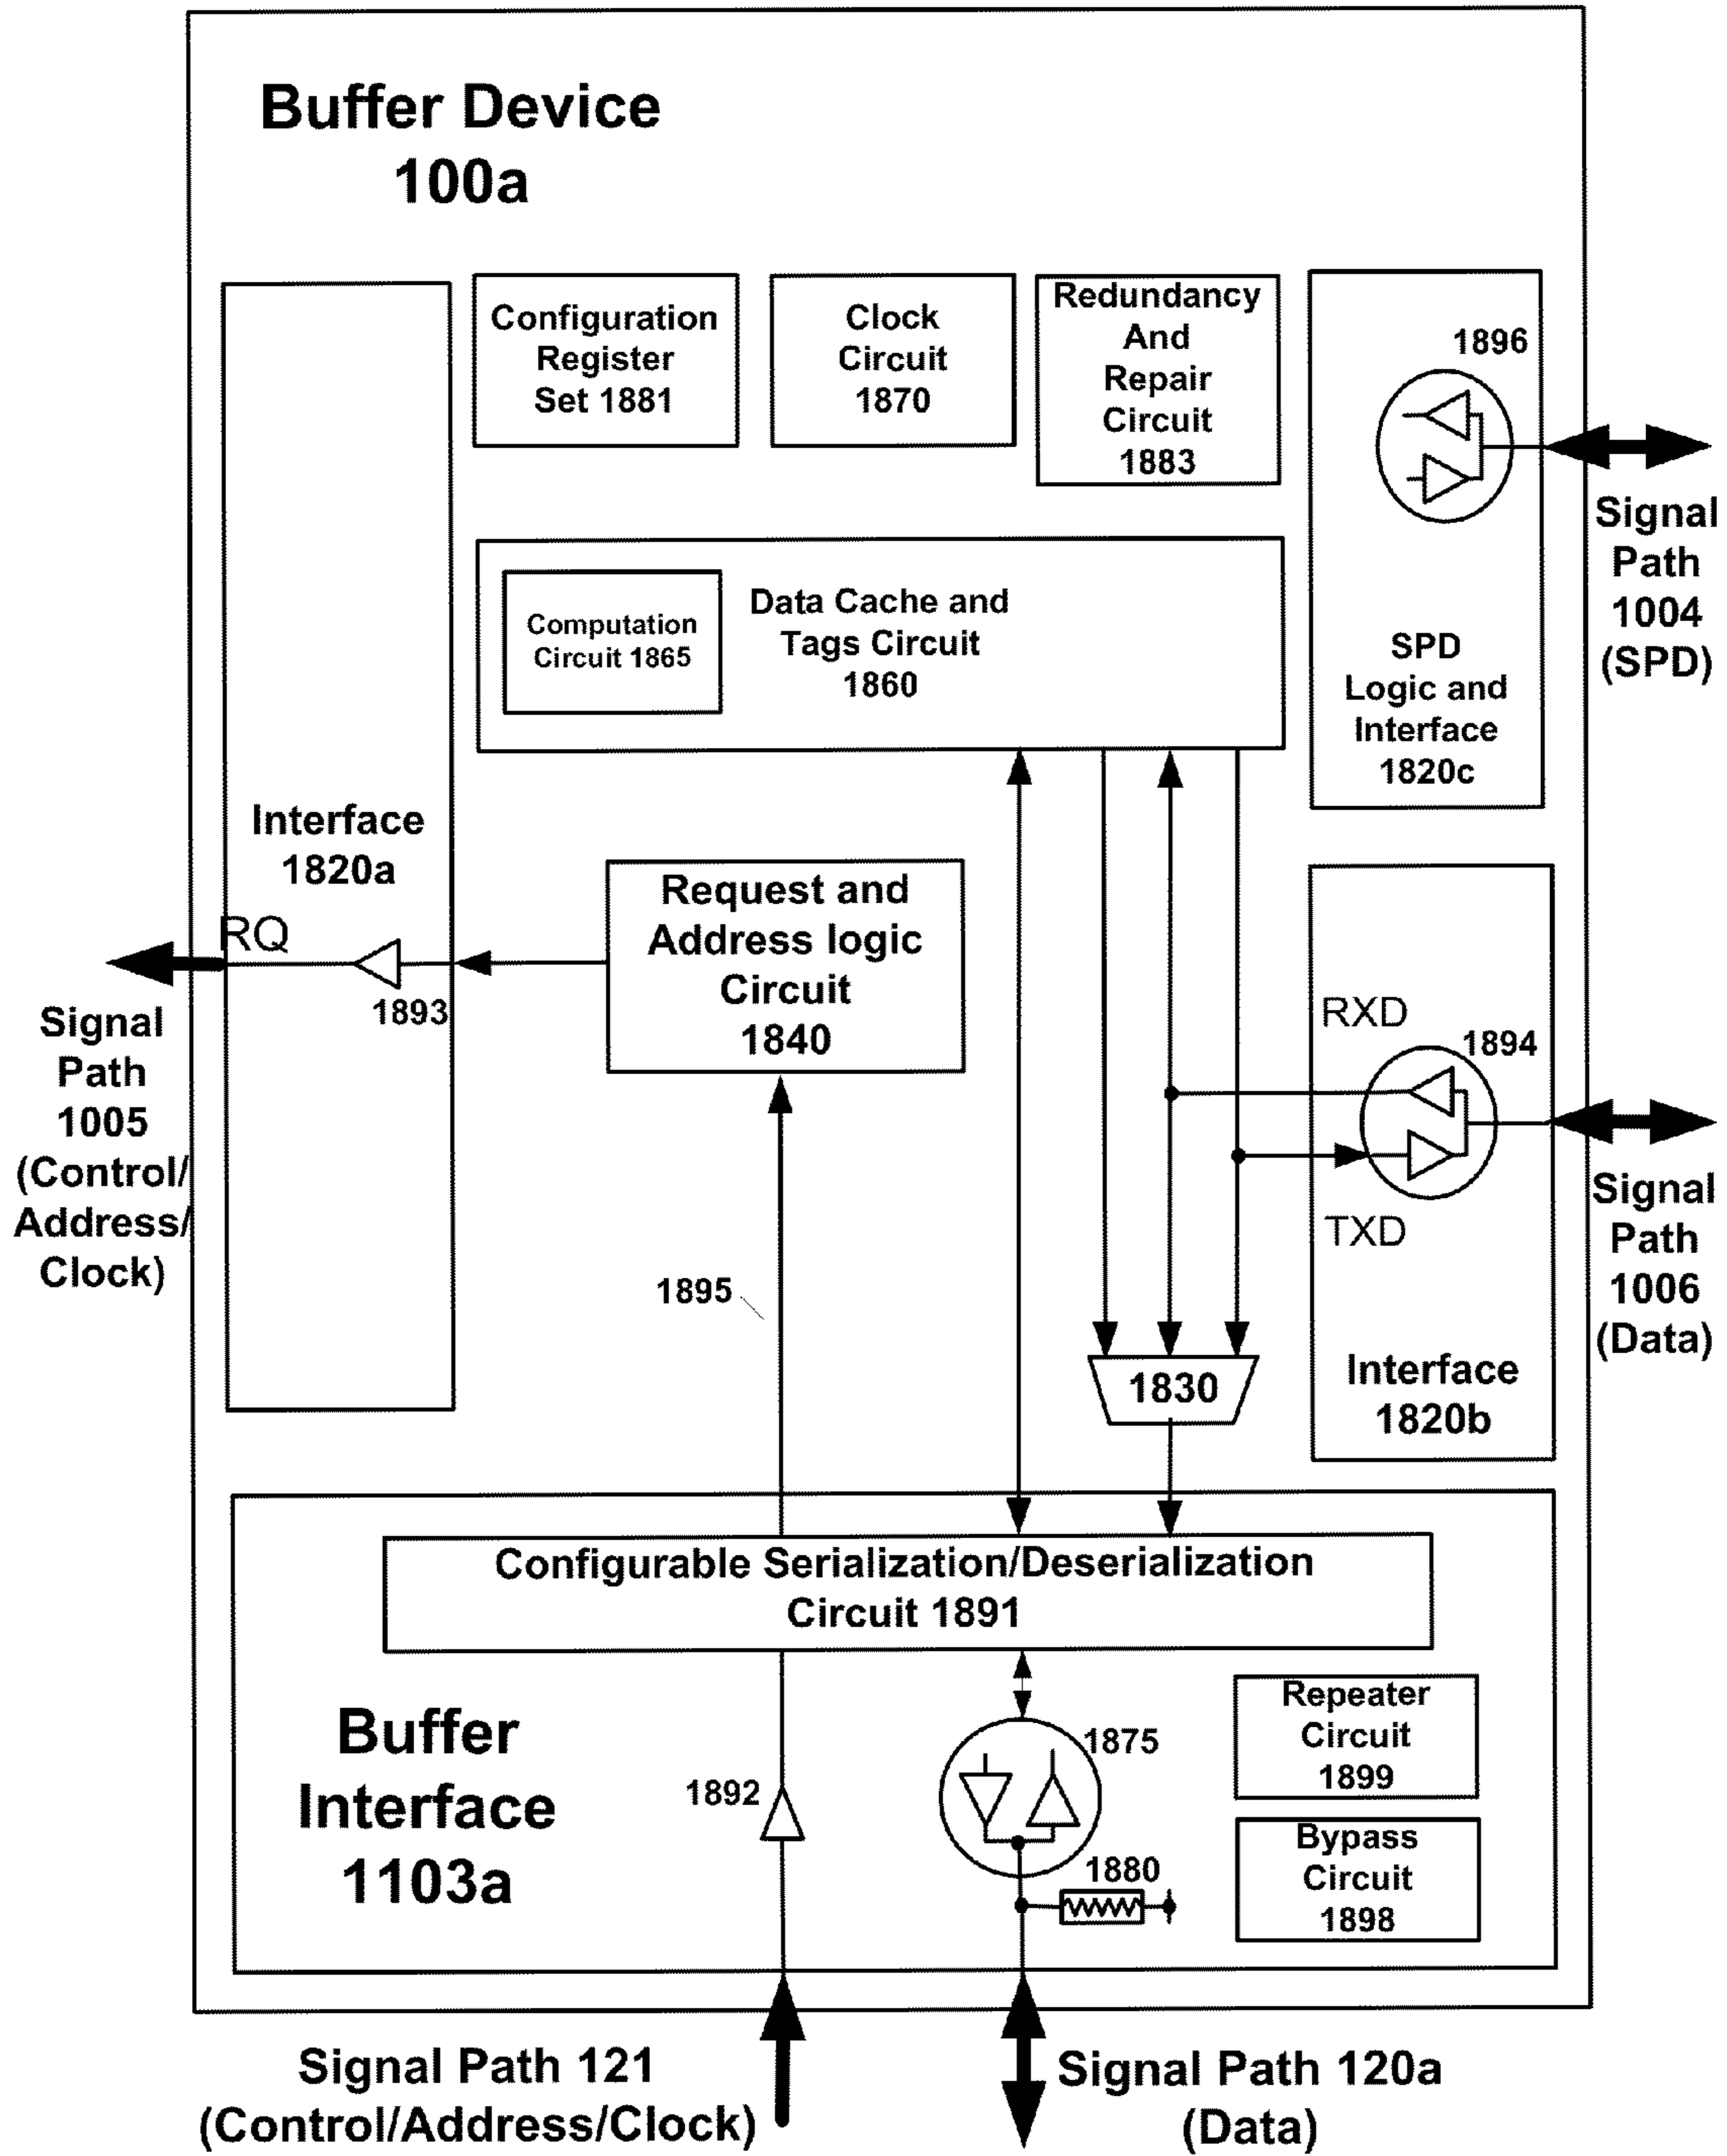 Buffer Device
100a
Configuration
Register
Set 1881
Clock
Circuit
1870
Redundancy
And
Repair
Circuit
1883
1896
Signal
Path
1004
(SPD)
SPD
Logic and
Interface
1820c
Computation
Circuit 1865
Data Cache and
Tags Circuit
1860
Interface
1820a
RQ
1893
Signal
Path
1005
(Control/
Address/
Clock)
Request and
Address logic
Circuit
1840
RXD
1894
TXD
Signal
Path
1006
(Data)
Interface
1820b
1895
1830
Configurable Serialization/Deserialization
Circuit 1891
Buffer
Interface
1103a
1892
1875
1880
Repeater
Circuit
1899
Bypass
Circuit
1898
Signal Path 121
(Control/Address/Clock)
Signal Path 120a
(Data)